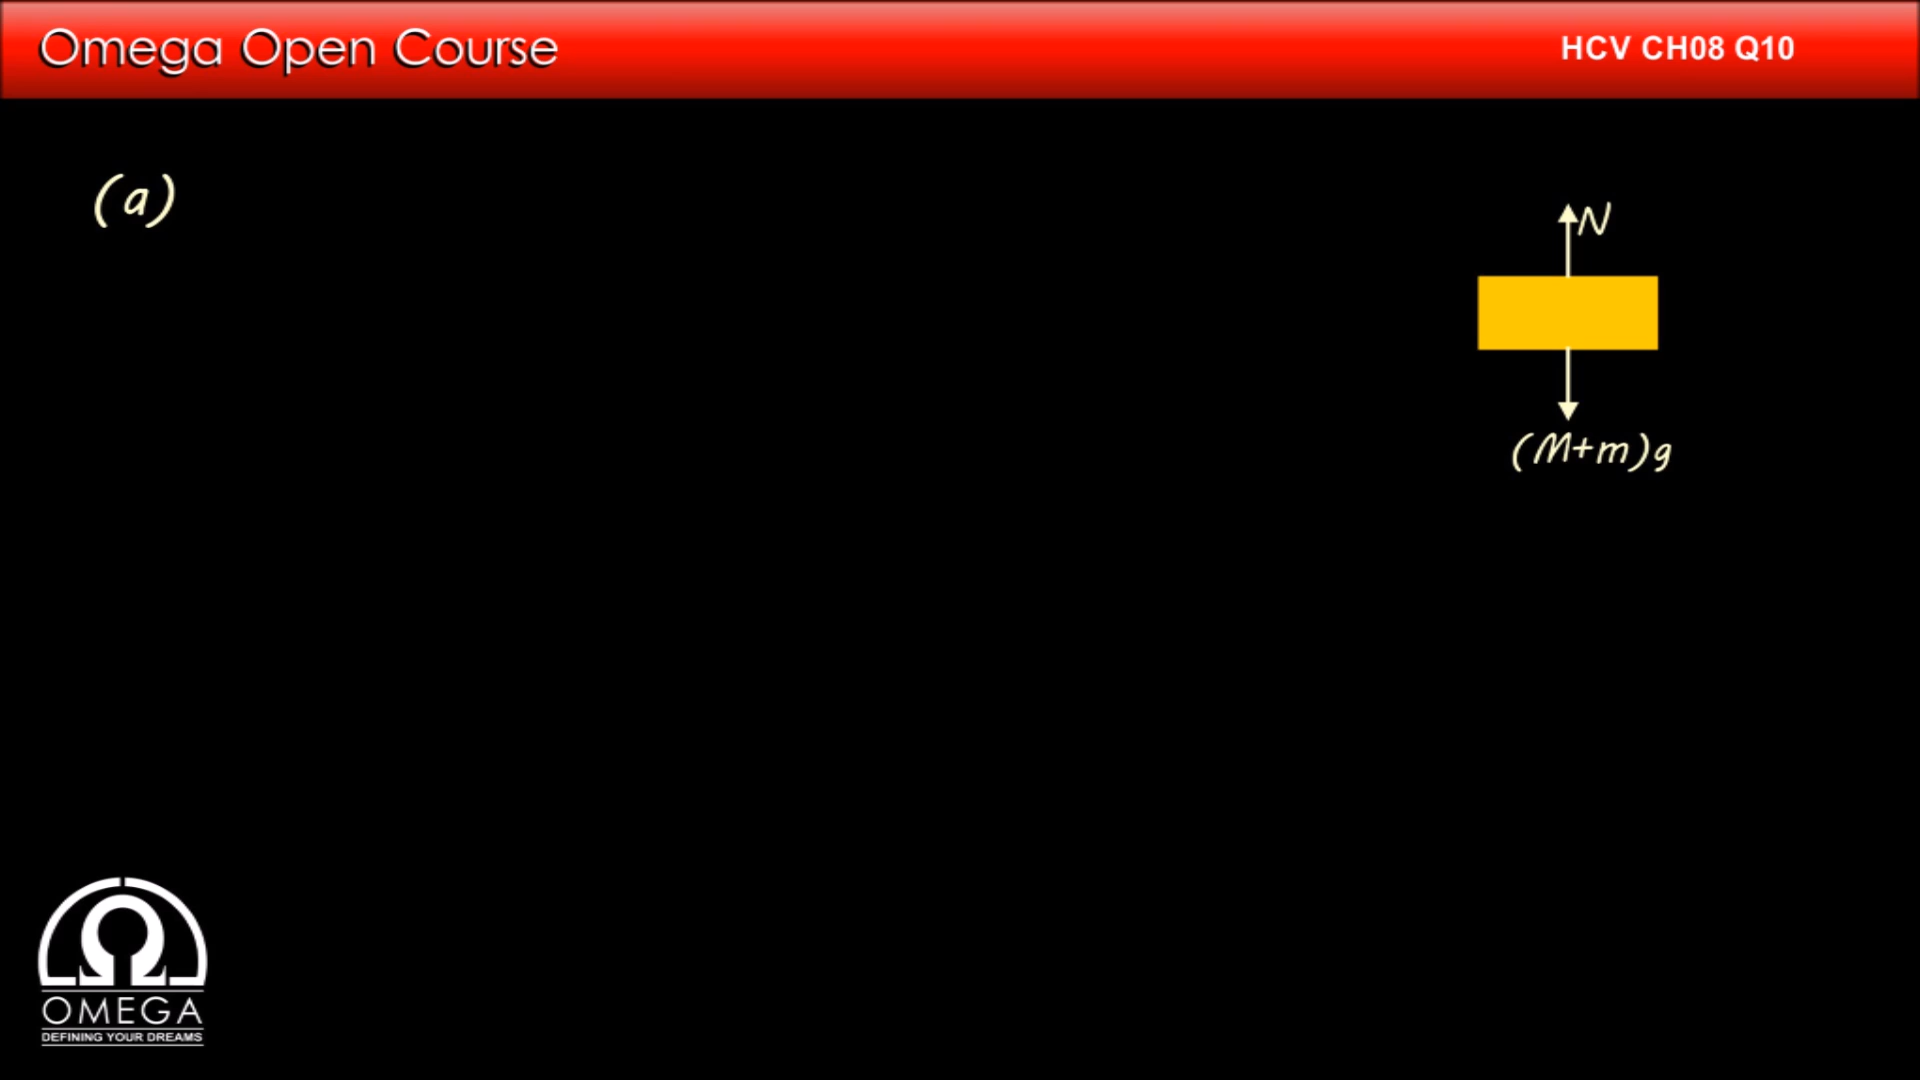 Omega Open Course
HCV CH08 Q10
(a)
N
(M+m)g
OMEGA
DEFINING YOUR DREAMS